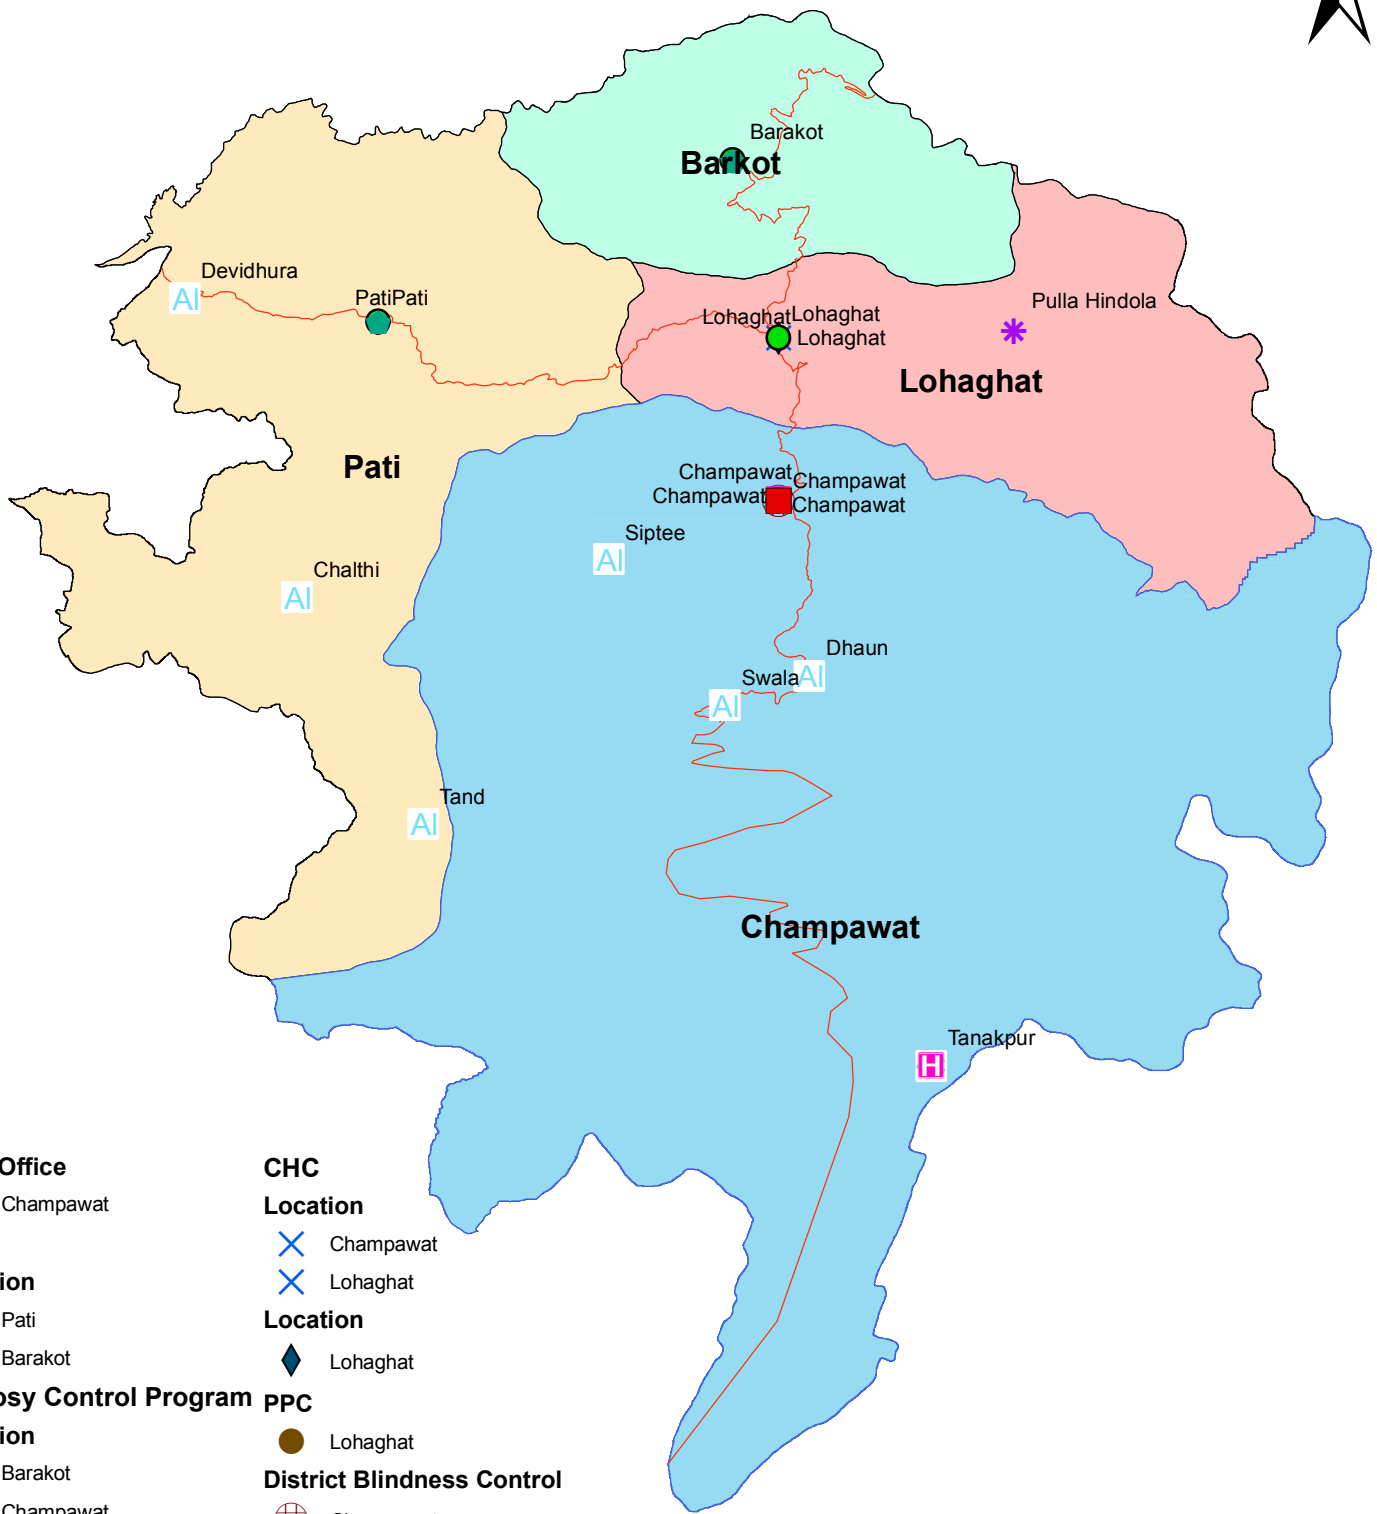 Barakot
Barkot
Devidhura
PatiPati
Pulla Hindola
LohaghatLohaghat
Lohaghat
Lohaghat
Pati
Champawat
Champawat
Champawat
Champawat
Siptee
AI
Chalthi
AI
Dhaun
AI
Swala
AI
Tand
AI
AI
Champawat
Tanakpur
H
Office
Champawat
ion
Pati
Barakot
osy Control Program
ion
Barakot
Champawat
CHC
Location
Champawat
Lohaghat
Location
Lohaghat
PPC
Lohaghat
District Blindness Control